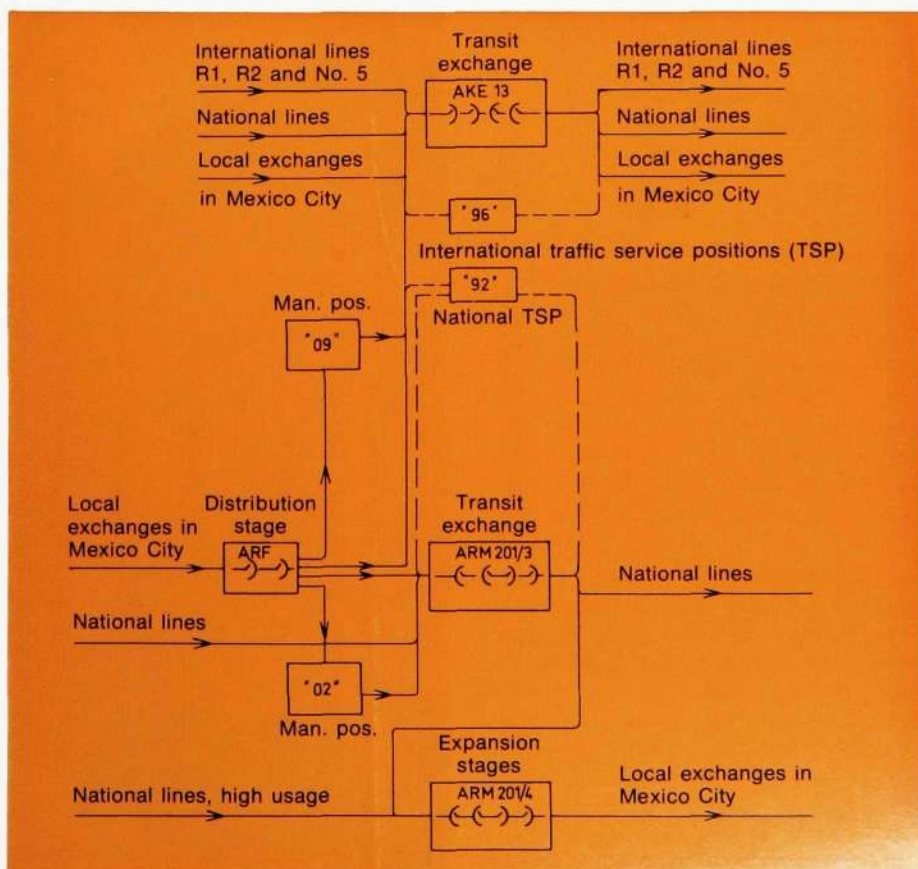 International lines
R1, R2 and No. 5
Transit
exchange
International lines
R1, R2 and No. 5
AKE 13
National lines
National lines
Local exchanges
in Mexico City
Local exchanges
in Mexico City
"96"
International traffic service positions (TSP)
"92"
National TSP
Man. pos.
"09"
Local
exchanges in
Mexico City
Distribution
stage
ARF
Transit
exchange
ARM 201/3
National lines
National lines
"02"
Man. pos.
Expansion
stages
National lines, high usage
ARM 201/4
Local exchanges in
Mexico City